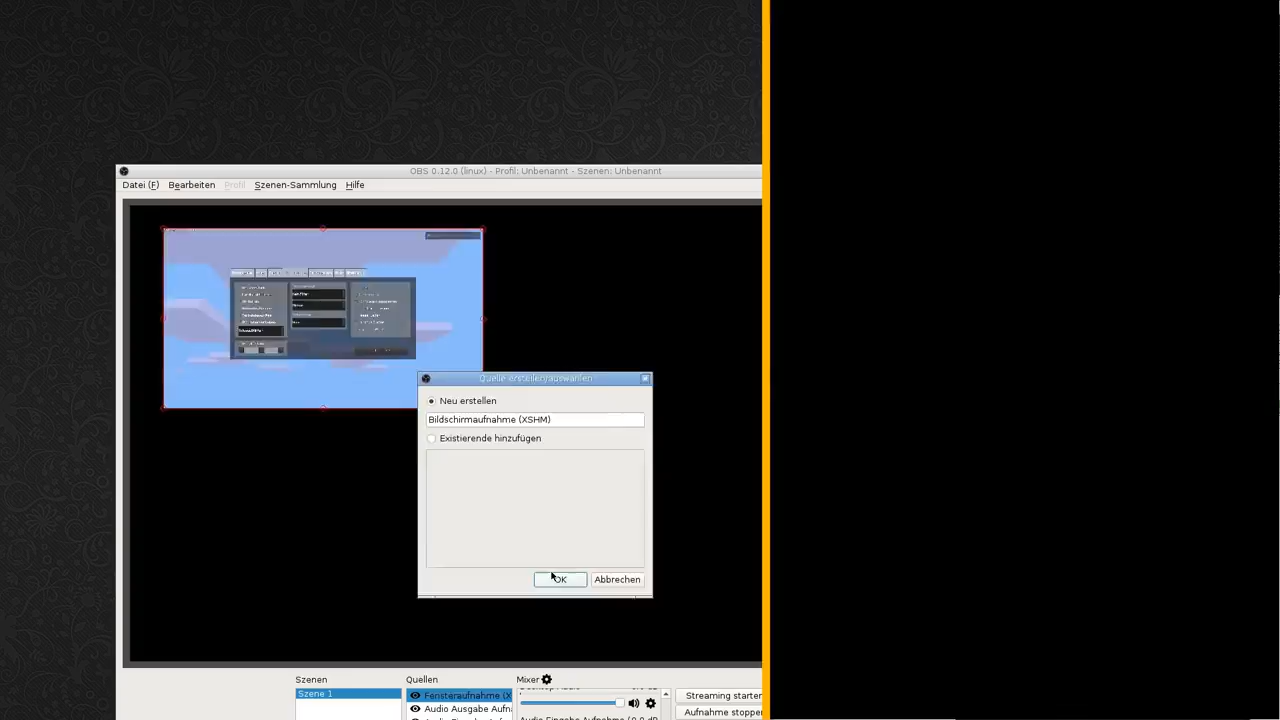 OBS 0.12.0 (linux) - Profil: Unbenannt - Szenen: Unbenannt
Datei (F) Bearbeiten Profil Szenen-Sammlung Hilfe
Quelle erstellen/auswählen
Neu erstellen
Bildschirmaufnahme (XSHM)
Existierende hinzufügen
OK Abbrechen
Szenen Quellen Mixer
Szene 1 Fensteraufnahme (X Streaming starten
Audio Ausgabe Aufn
Aufnahme stoppen